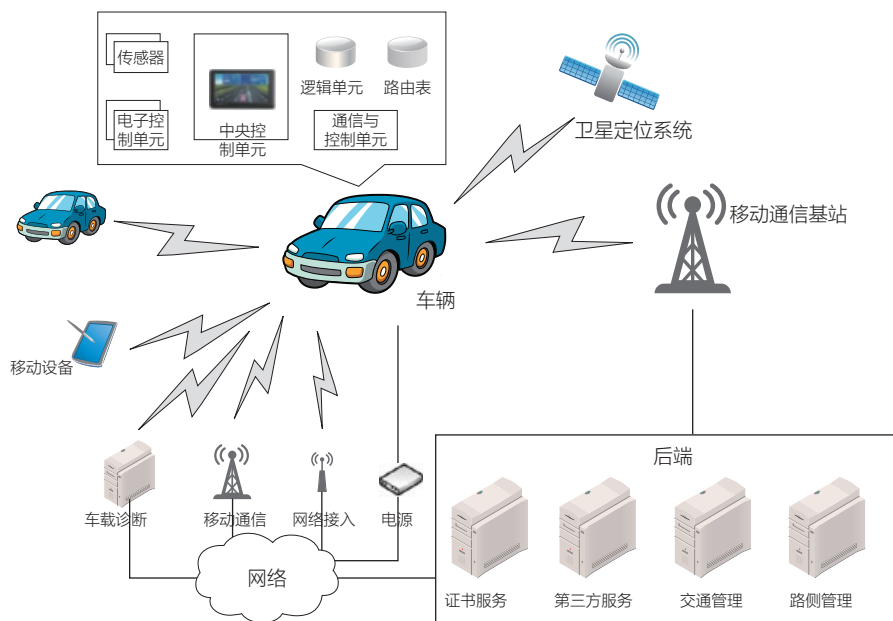 传感器
逻辑单元
路由表
电子控
制单元
中央控
制单元
通信与
控制单元
卫星定位系统
移动通信基站
车辆
移动设备
后端
车载诊断
移动通信
网络接入
电源
网络
证书服务
第三方服务
交通管理
路侧管理